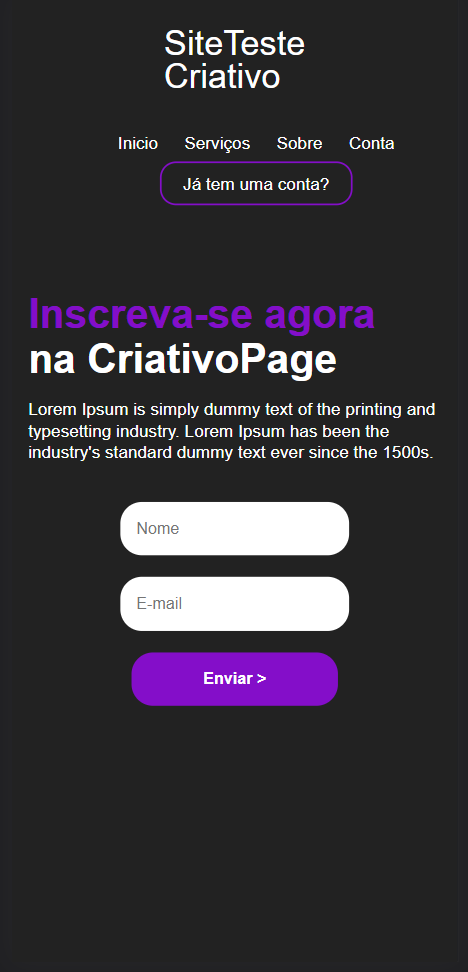 SiteTeste
Criativo
Inicio Serviços Sobre Conta
Já tem uma conta?
Inscreva-se agora
na CriativoPage
Lorem Ipsum is simply dummy text of the printing and
typesetting industry. Lorem Ipsum has been the
industry's standard dummy text ever since the 1500s.
Nome
E-mail
Enviar >